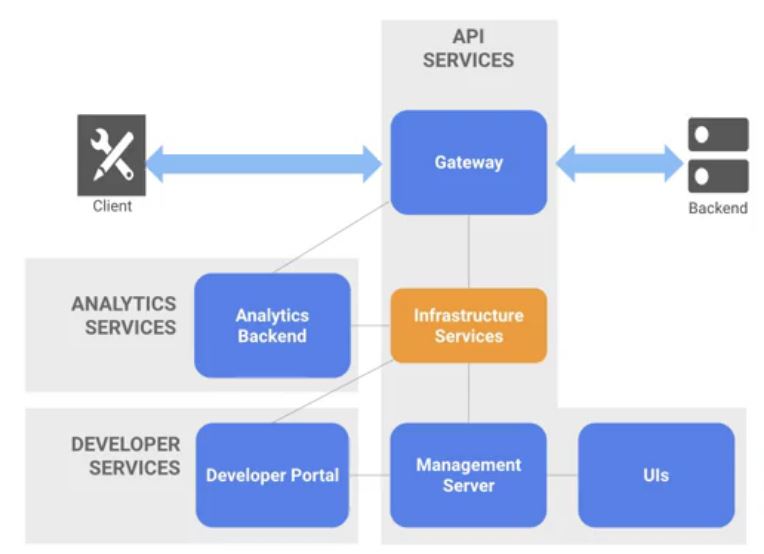 API
SERVICES
Gateway
Client
Backend
ANALYTICS
SERVICES
Analytics
Backend
Infrastructure
Services
DEVELOPER
SERVICES
Developer Portal
Management
Server
UIs